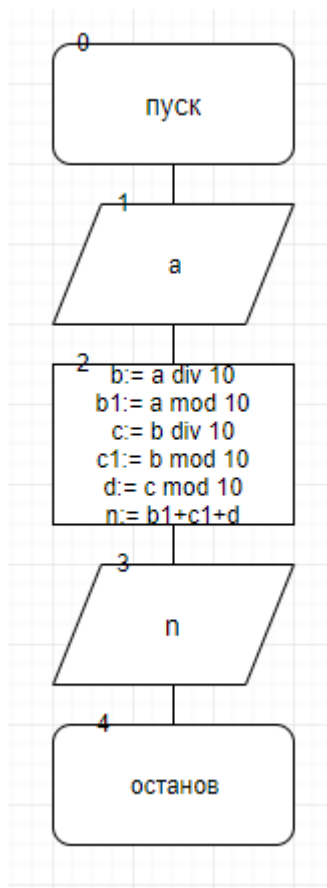 0
пуск
1
a
2
b:= a div 10
b1:= a mod 10
c:= b div 10
c1:= b mod 10
d:= c mod 10
n:= b1+c1+d
3
n
4
останов